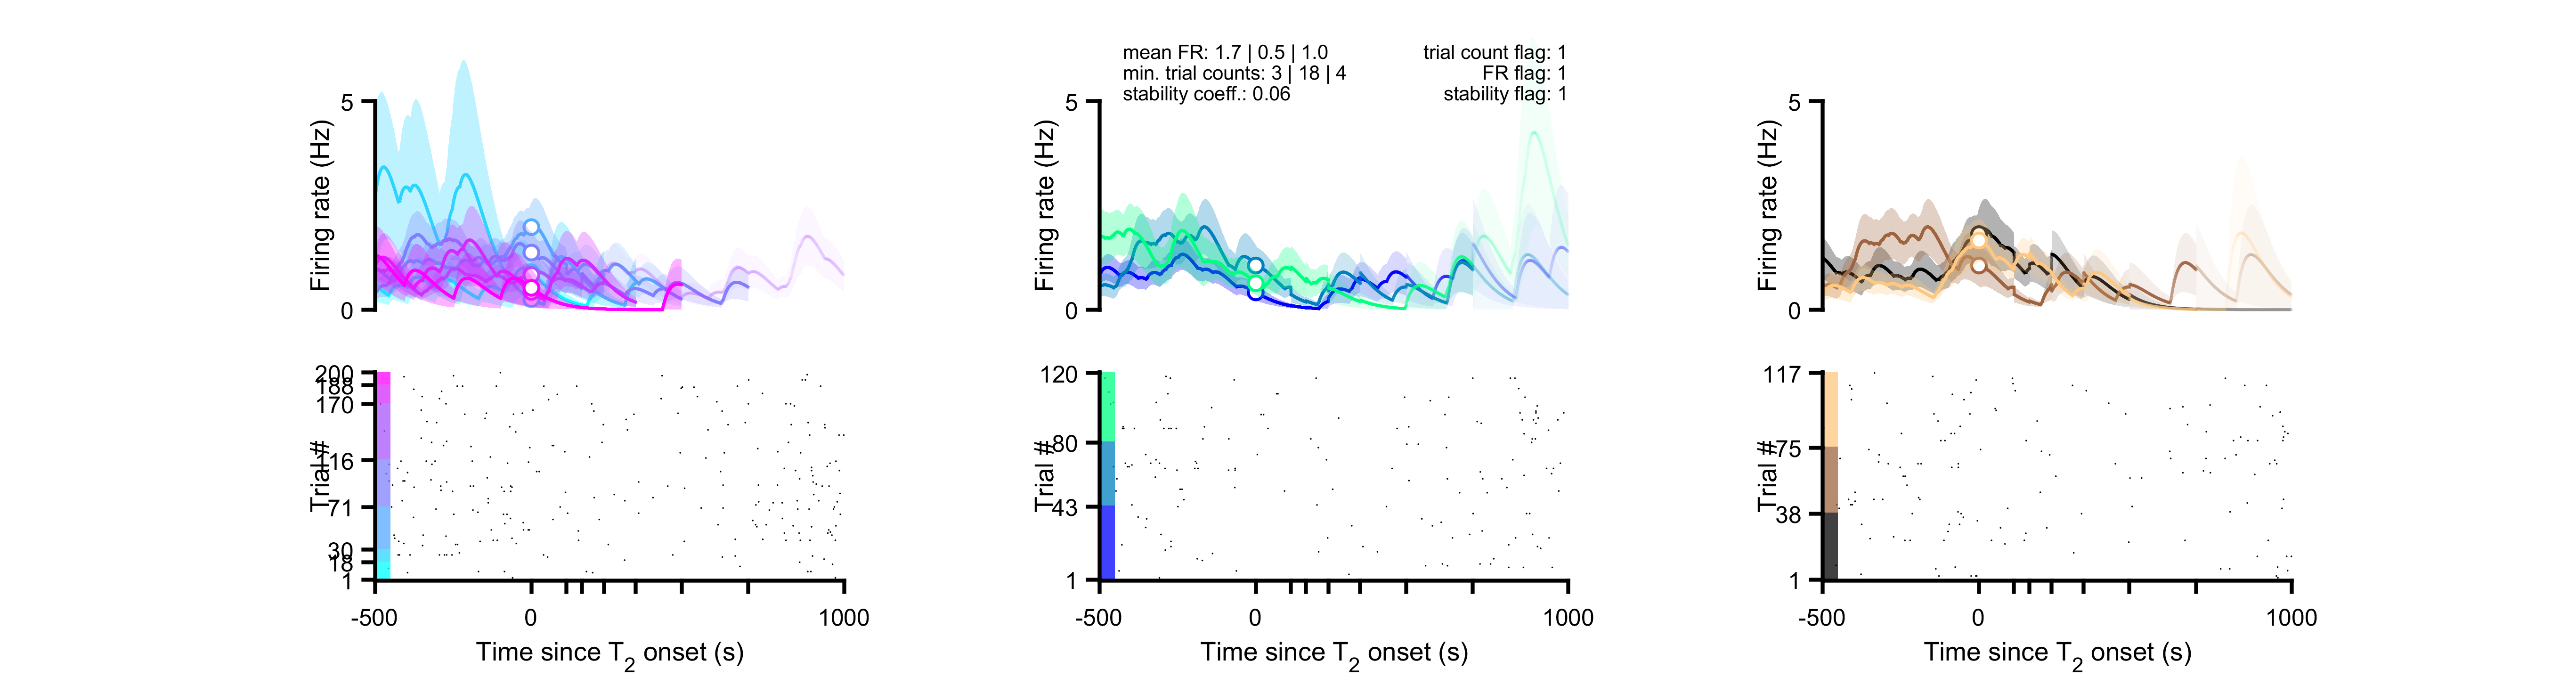 mean FR: 1.7 | 0.5 | 1.0
min. trial counts: 3 | 18 | 4
stability coeff.: 0.06
trial count flag: 1
FR flag: 1
stability flag: 1
5
0
Firing rate (Hz)
5
0
Firing rate (Hz)
5
0
Firing rate (Hz)
200
188
170
116
71
30
18
1
Trial #
-500
0
1000
Time since T2 onset (s)
120
80
43
1
Trial #
-500
0
1000
Time since T2 onset (s)
117
75
38
1
Trial #
-500
0
1000
Time since T2 onset (s)